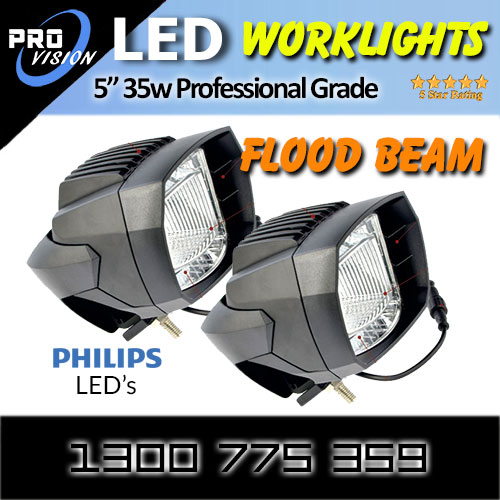 PRO
VISION
LED WORKLIGHTS
5” 35w Professional Grade
5 Star Rating
FLOOD BEAM
PHILIPS
LED’s
1300 775 359